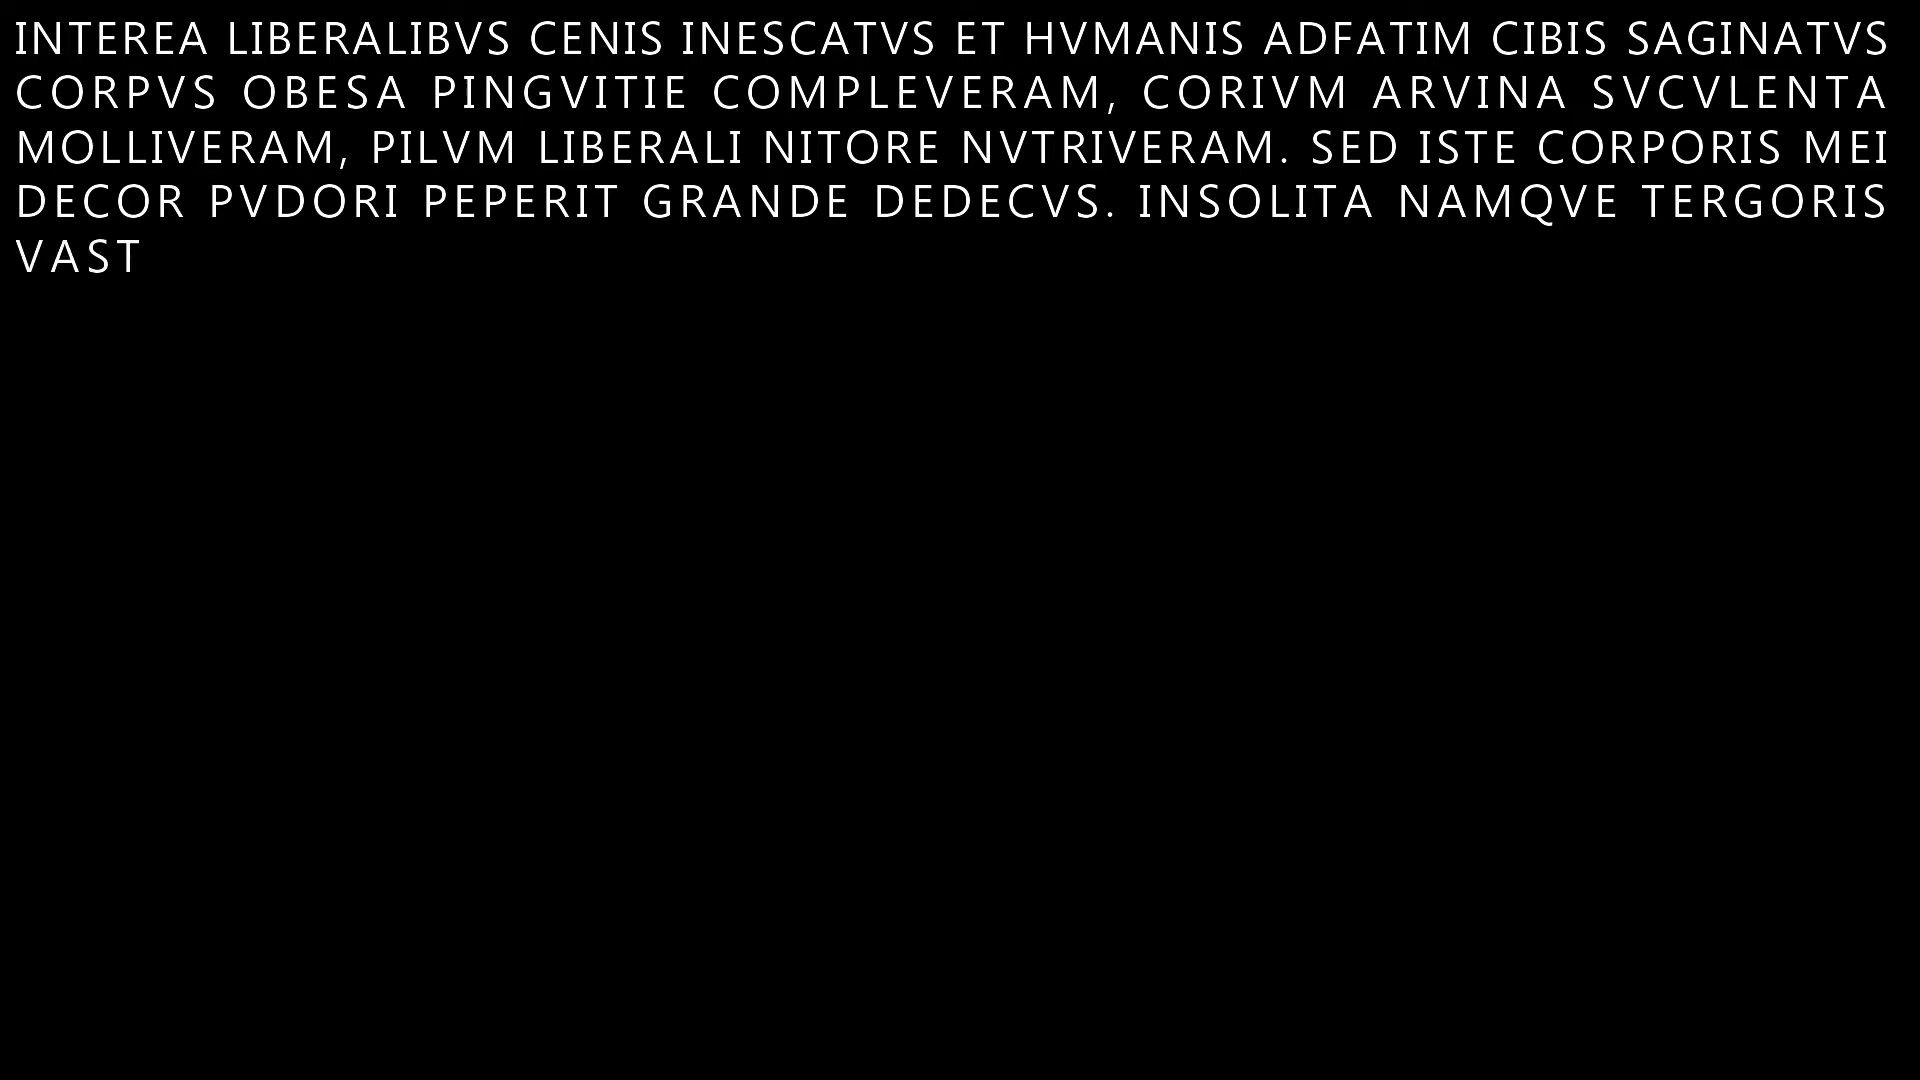 INTEREA LIBERALIBVS CENIS INESCATVS ET HVMANIS ADFATIM CIBIS SAGINATVS
CORPVS OBESA PINGVITIE COMPLEVERAM, CORIVM ARVINA SVCVLENTA
MOLLIVERAM, PILVM LIBERALI NITORE NVTRIVERAM. SED ISTE CORPORIS MEI
DECOR PVDORI PEPERIT GRANDE DEDECVS. INSOLITA NAMQVE TERGORIS
VAST